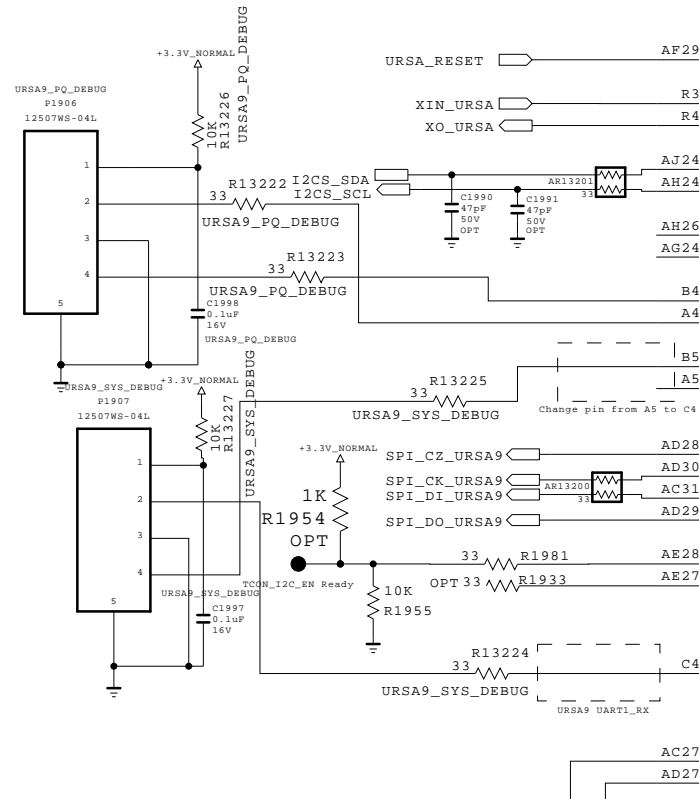 +3.3V_NORMAL
URSA9_PQ_DEBUG
P1906
12507WS-04L
10K
R13226
URSA9_PQ_DEBUG
1
2
3
4
5
33
R13222
URSA9_PQ_DEBUG
33
R13223
URSA9_PQ_DEBUG
C1998
0.1uF
16V
URSA9_PQ_DEBUG
URSA_RESET
AF29
XIN_URSA
R3
XO_URSA
R4
I2CS_SDA
I2CS_SCL
AR13201
33
AJ24
AH24
C1990
47pF
50V
OPT
C1991
47pF
50V
OPT
AH26
AG24
B4
A4
B5
A5
Change pin from A5 to C4
URSA9_SYS_DEBUG
P1907
12507WS-04L
+3.3V_NORMAL
10K
R13227
URSA9_SYS_DEBUG
1
2
3
4
5
33
R13225
URSA9_SYS_DEBUG
URSA9_SYS_DEBUG
C1997
0.1uF
16V
+3.3V_NORMAL
1K
R1954
OPT
TCON_I2C_EN Ready
10K
R1955
SPI_CZ_URSA9
AD28
SPI_CK_URSA9
SPI_DI_URSA9
AR13200
33
AD30
AC31
SPI_DO_URSA9
AD29
33
R1981
AE28
OPT 33
R1933
AE27
33
R13224
URSA9_SYS_DEBUG
C4
URSA9 UART1_RX
AC27
AD27